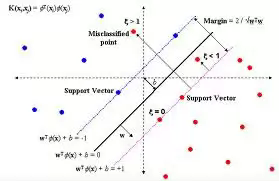 K(xᵢ,xⱼ) = φᵀ(xᵢ)φ(xⱼ)
ξ > 1
Misclassified
point
Margin = 2 / √wᵀw
ξ < 1
Support Vector
b
Support Vector
ξ = 0
w
wᵀφ(x) + b = -1
wᵀφ(x) + b = 0
wᵀφ(x) + b = +1